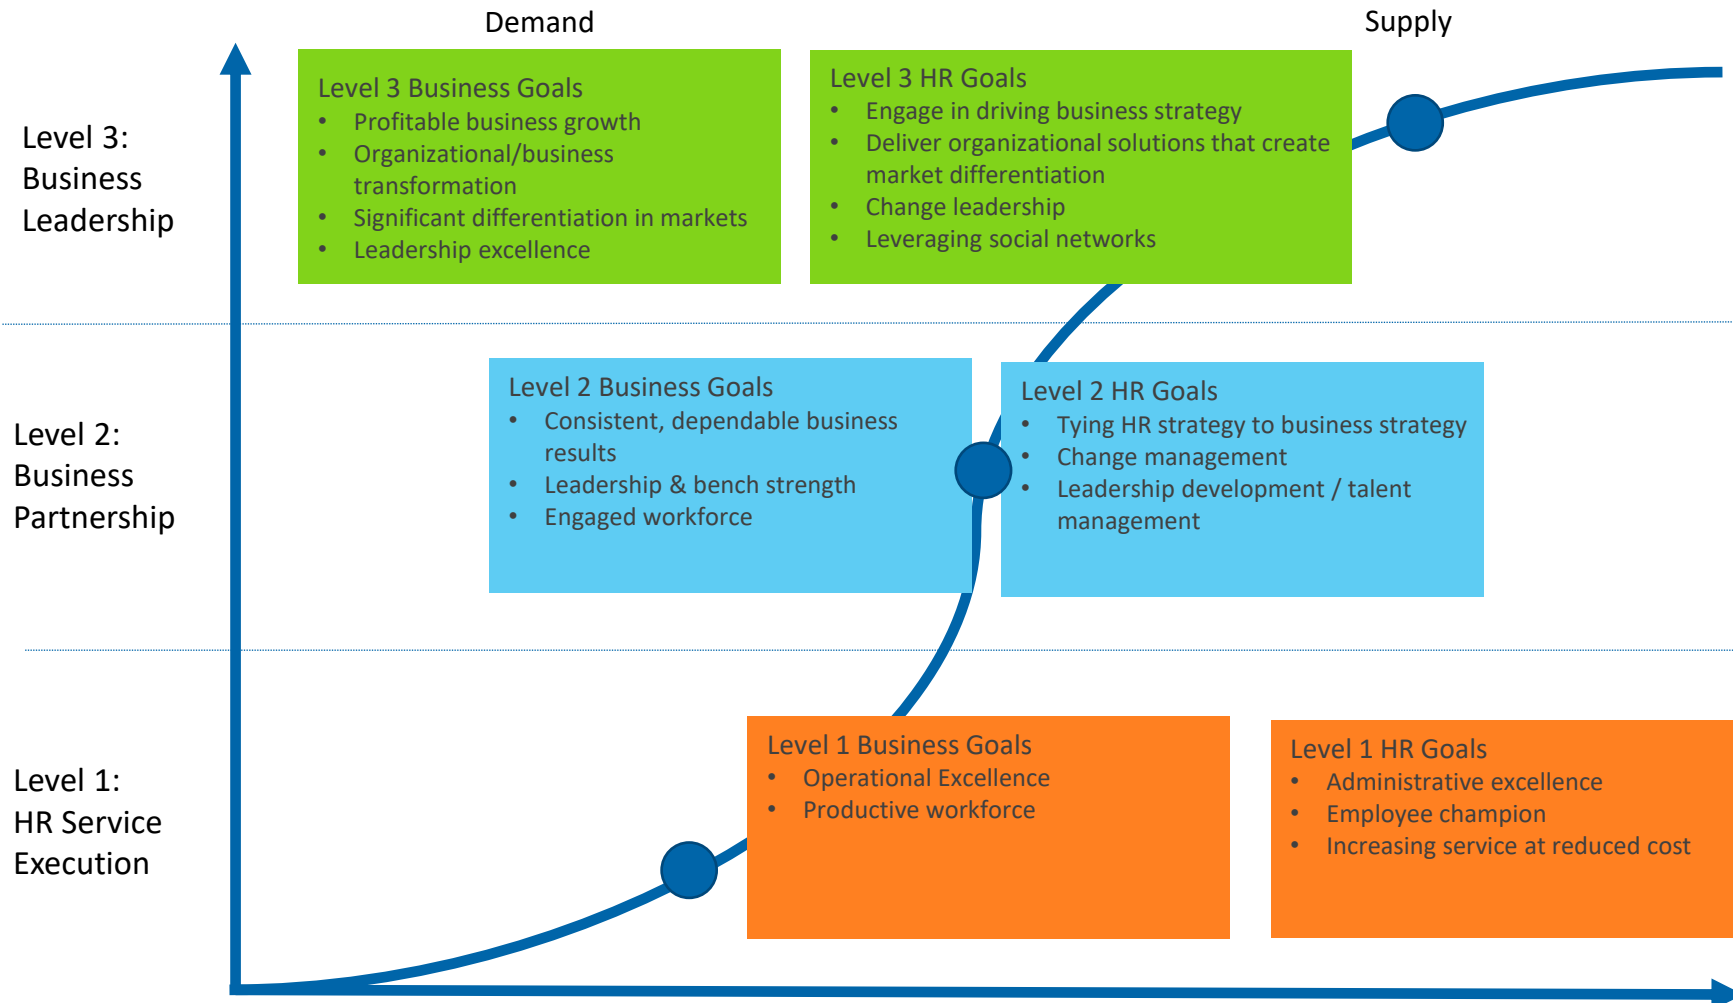 Demand
Supply
Level 3:
Business
Leadership
Level 3 Business Goals
• Profitable business growth
• Organizational/business
transformation
• Significant differentiation in markets
• Leadership excellence
Level 3 HR Goals
• Engage in driving business strategy
• Deliver organizational solutions that create
market differentiation
• Change leadership
• Leveraging social networks
Level 2:
Business
Partnership
Level 2 Business Goals
• Consistent, dependable business
results
• Leadership & bench strength
• Engaged workforce
Level 2 HR Goals
• Tying HR strategy to business strategy
• Change management
• Leadership development / talent
management
Level 1:
HR Service
Execution
Level 1 Business Goals
• Operational Excellence
• Productive workforce
Level 1 HR Goals
• Administrative excellence
• Employee champion
• Increasing service at reduced cost